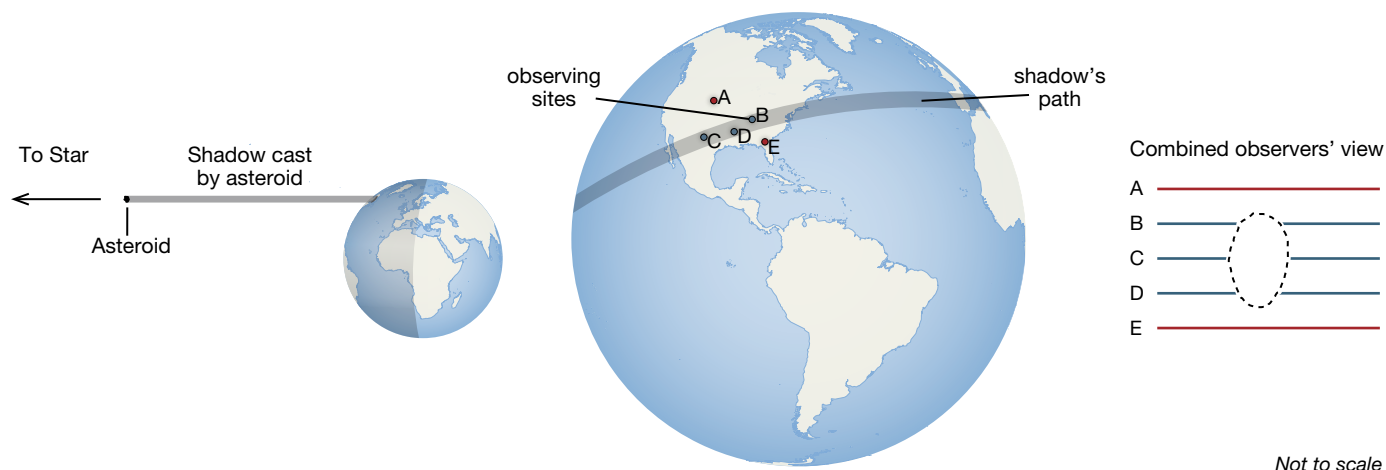 To Star
Shadow cast
by asteroid
Asteroid
observing
sites
A
B
C
D
E
shadow's
path
Combined observers' view
A
B
C
D
E
Not to scale